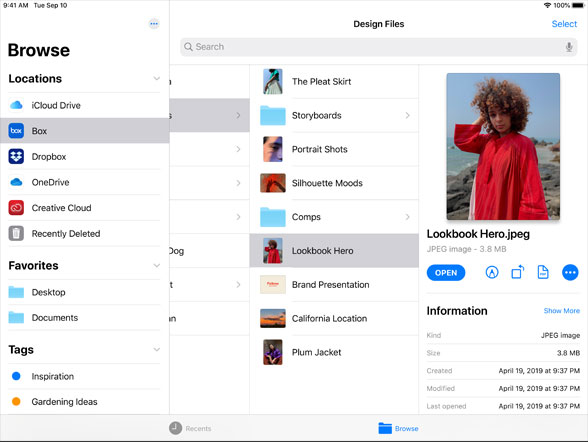 9:41 AM Tue Sep 10
100%
Browse
Locations
iCloud Drive
box
Box
Dropbox
OneDrive
Creative Cloud
Recently Deleted
Favorites
Desktop
Documents
Tags
Inspiration
Gardening Ideas
Design Files
Select
Search
a
s
Dog
t
n
The Pleat Skirt
Storyboards
Portrait Shots
Silhouette Moods
Comps
Lookbook Hero
Brand Presentation
California Location
Plum Jacket
Lookbook Hero.jpeg
JPEG image - 3.8 MB
OPEN
Information Show More
Kind JPEG image
Size 3.8 MB
Created April 19, 2019 at 9:37 PM
Modified April 19, 2019 at 9:37 PM
Last opened April 19, 2019 at 9:37 PM
Recents
Browse